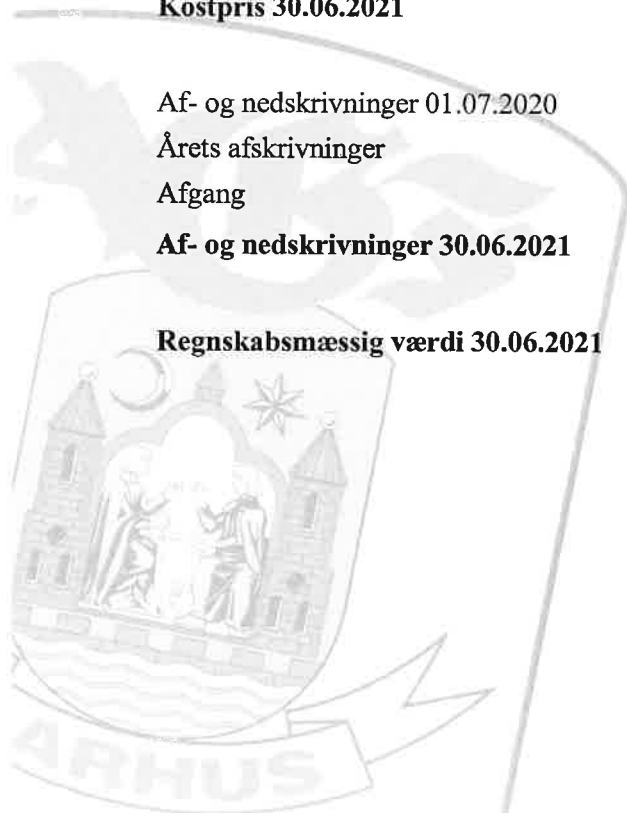 Kostpris 30.06.2021
Af- og nedskrivninger 01.07.2020
Årets afskrivninger
Afgang
Af- og nedskrivninger 30.06.2021
Regnskabsmæssig værdi 30.06.2021
ARHUS